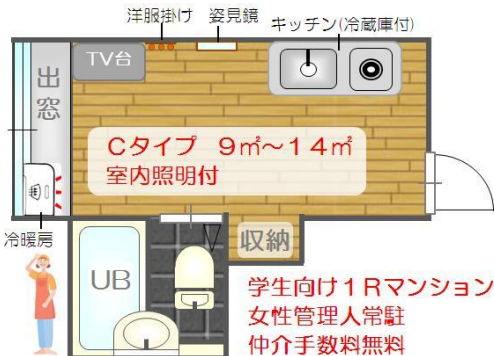 洋服掛け 姿見鏡 キッチン(冷蔵庫付)
TV台
出窓
Cタイプ 9㎡～14㎡
室内照明付
冷暖房
収納
UB
学生向け1Rマンション
女性管理人常駐
仲介手数料無料